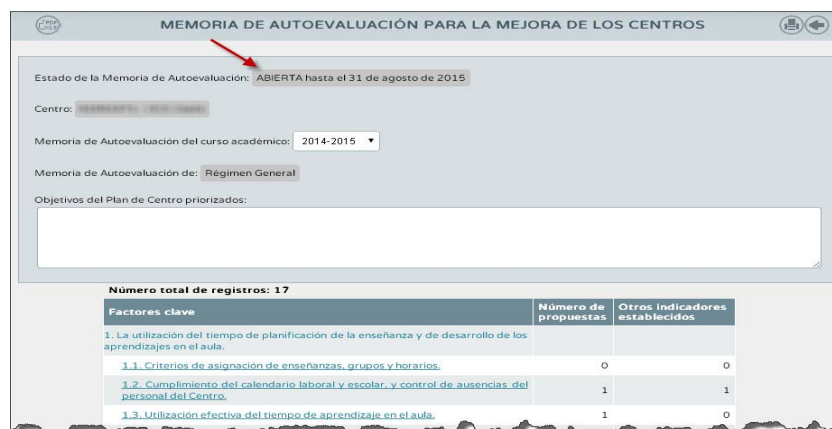 MEMORIA DE AUTOEVALUACIÓN PARA LA MEJORA DE LOS CENTROS
Estado de la Memoria de Autoevaluación: ABIERTA hasta el 31 de agosto de 2015
Centro:
Memoria de Autoevaluación del curso académico: 2014-2015
Memoria de Autoevaluación de: Régimen General
Objetivos del Plan de Centro priorizados:
Número total de registros: 17
Factores clave Número de propuestas Otros indicadores establecidos
1. La utilización del tiempo de planificación de la enseñanza y de desarrollo de los
aprendizajes en el aula.
1.1. Criterios de asignación de enseñanzas, grupos y horarios. 0 0
1.2. Cumplimiento del calendario laboral y escolar, y control de ausencias del
personal del Centro. 1 1
1.3. Utilización efectiva del tiempo de aprendizaje en el aula. 1 0